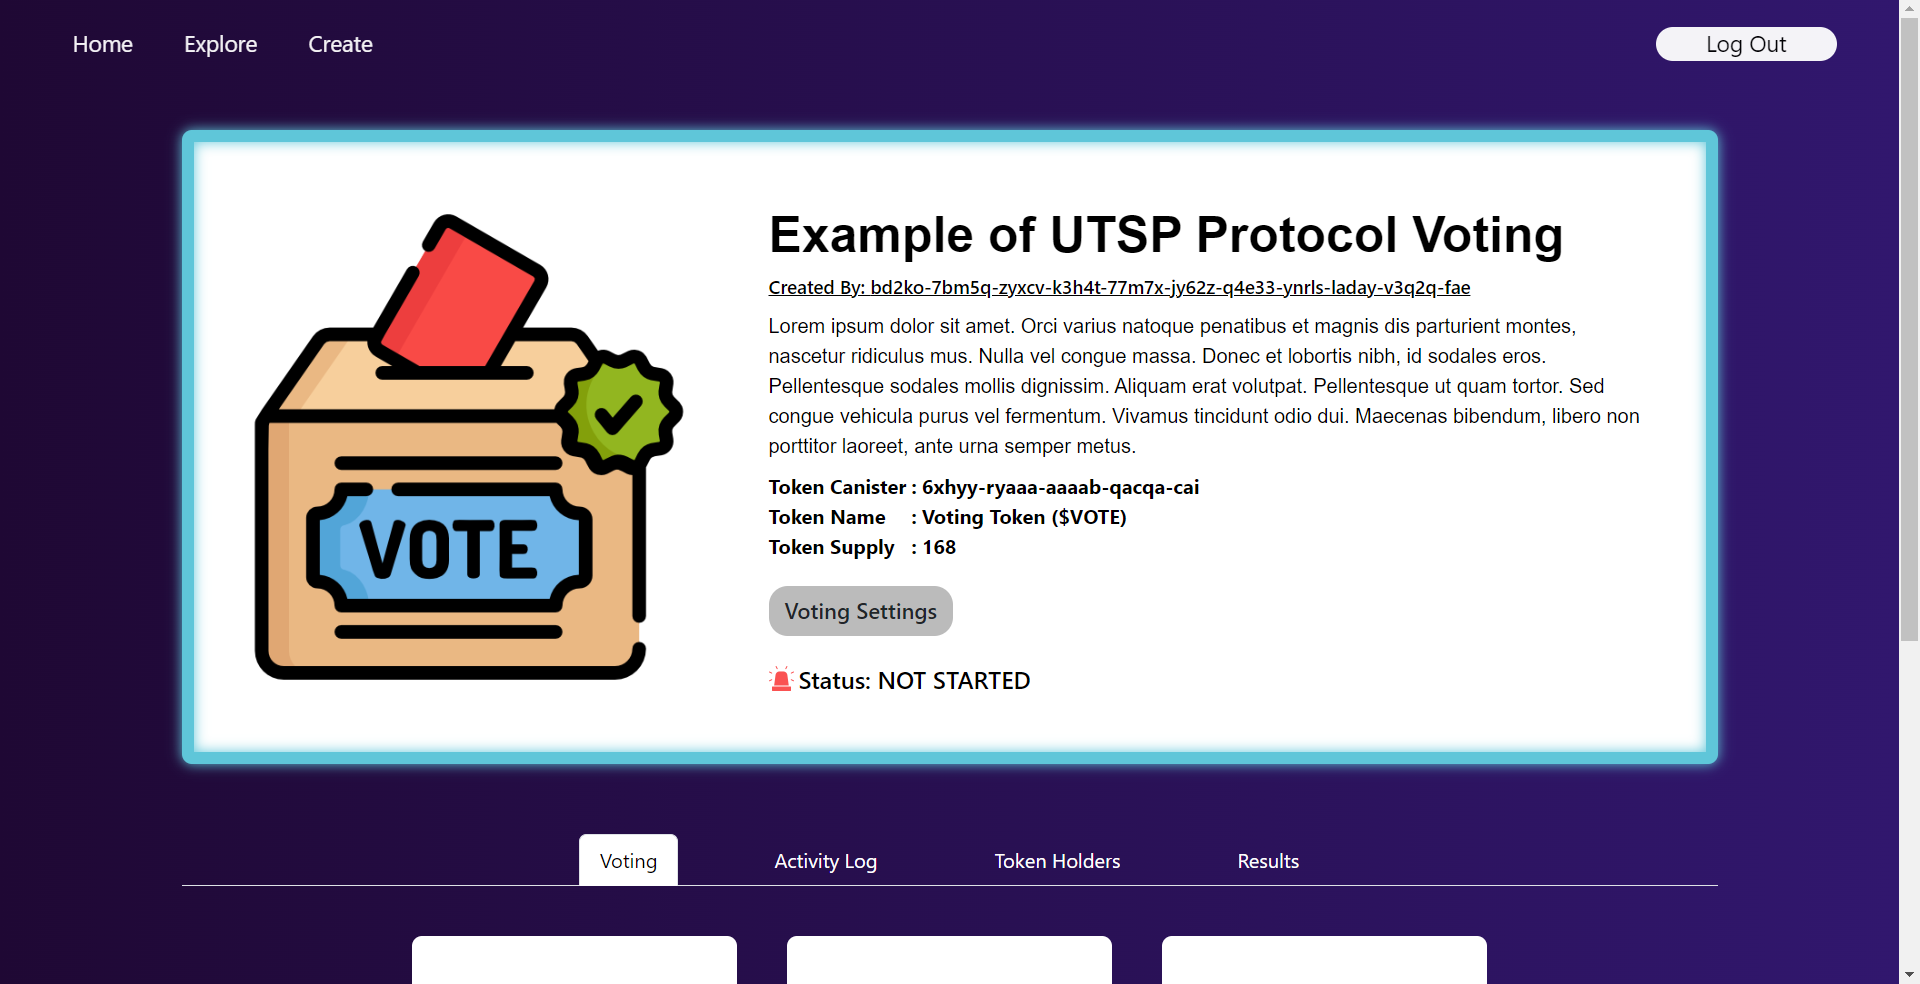 Home
Explore
Create
Log Out
Example of UTSP Protocol Voting
Created By: bd2ko-7bm5q-zyxcv-k3h4t-77m7x-jy62z-q4e33-ynrls-laday-v3q2q-fae
Lorem ipsum dolor sit amet. Orci varius natoque penatibus et magnis dis parturient montes,
nascetur ridiculus mus. Nulla vel congue massa. Donec et lobortis nibh, id sodales eros.
Pellentesque sodales mollis dignissim. Aliquam erat volutpat. Pellentesque ut quam tortor. Sed
congue vehicula purus vel fermentum. Vivamus tincidunt odio dui. Maecenas bibendum, libero non
porttitor laoreet, ante urna semper metus.
Token Canister : 6xhyy-ryaaa-aaaab-qacqa-cai
Token Name : Voting Token ($VOTE)
Token Supply : 168
VOTE
Voting Settings
Status: NOT STARTED
Voting
Activity Log
Token Holders
Results